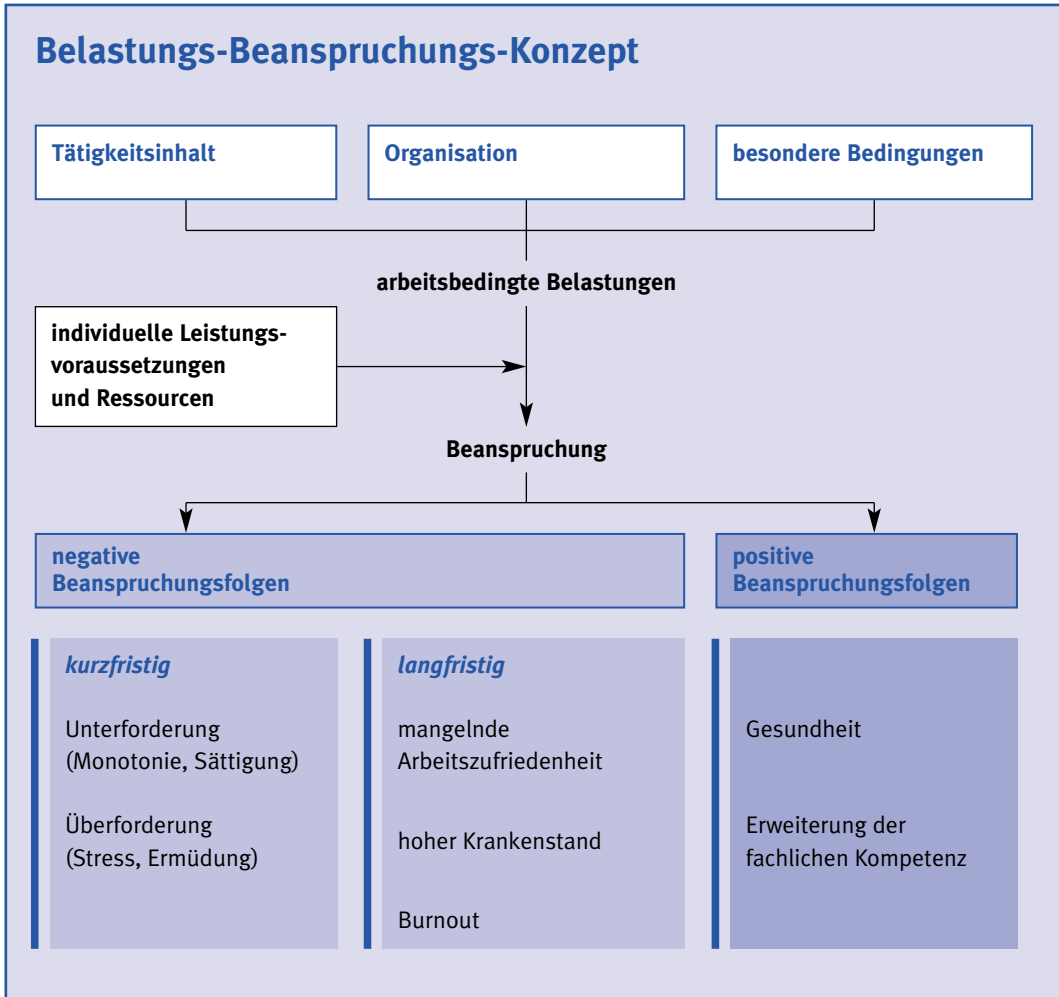 Belastungs-Beanspruchungs-Konzept
Tätigkeitsinhalt
Organisation
besondere Bedingungen
arbeitsbedingte Belastungen
individuelle Leistungs-
voraussetzungen
und Ressourcen
Beanspruchung
negative
Beanspruchungsfolgen
positive
Beanspruchungsfolgen
kurzfristig
Unterforderung
(Monotonie, Sättigung)
Überforderung
(Stress, Ermüdung)
langfristig
mangelnde
Arbeitszufriedenheit
hoher Krankenstand
Burnout
Gesundheit
Erweiterung der
fachlichen Kompetenz